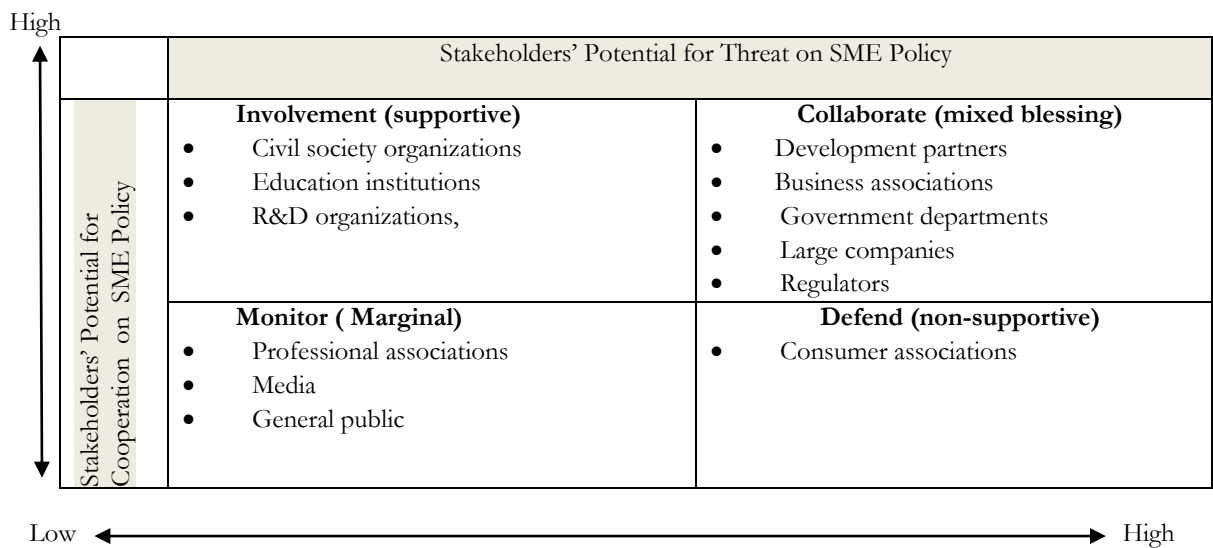 High
Stakeholders’ Potential for Threat on SME Policy
Stakeholders’ Potential for
Cooperation on SME Policy
Involvement (supportive)
• Civil society organizations
• Education institutions
• R&D organizations,
Collaborate (mixed blessing)
• Development partners
• Business associations
• Government departments
• Large companies
• Regulators
Monitor ( Marginal)
• Professional associations
• Media
• General public
Defend (non-supportive)
• Consumer associations
Low
High